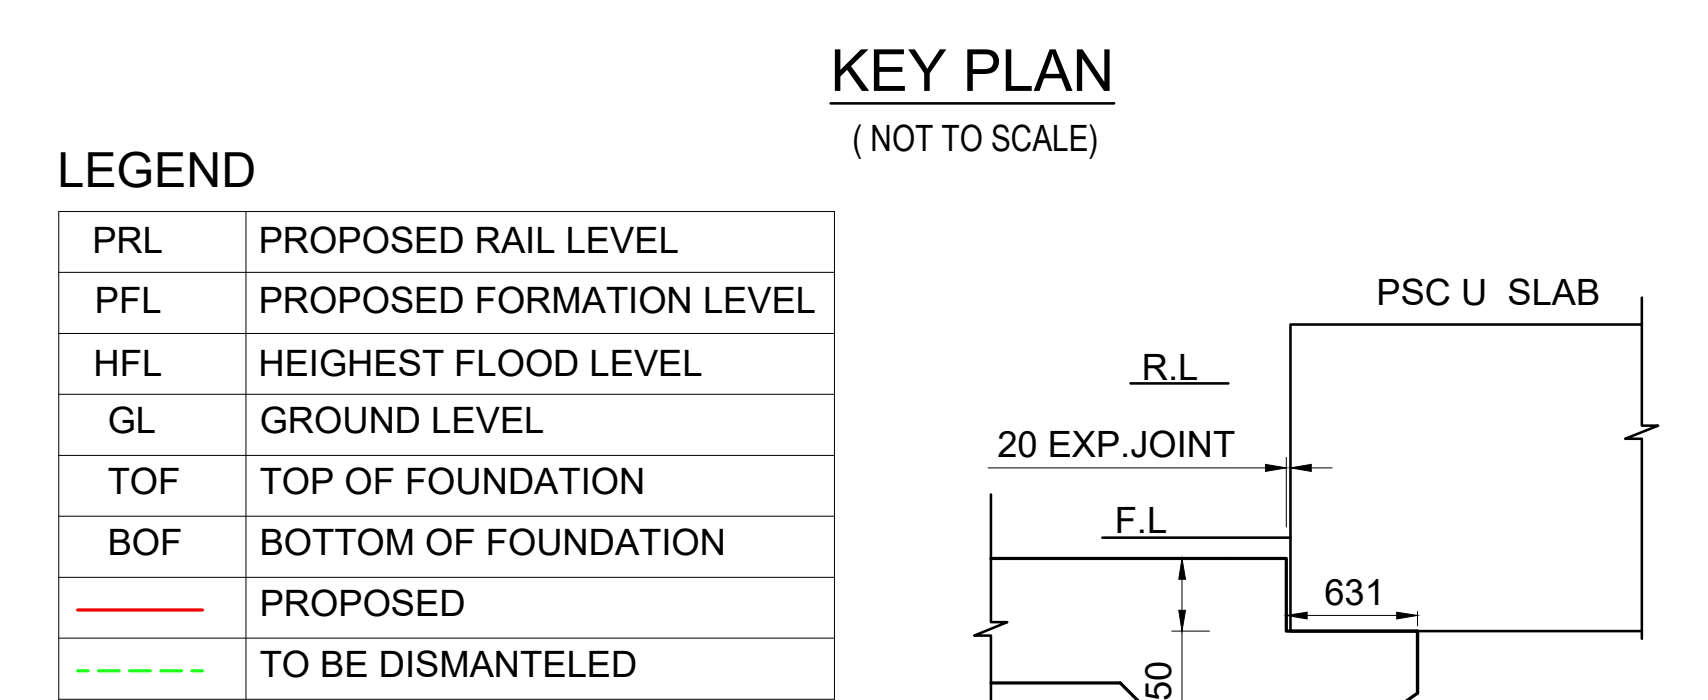 KEY PLAN
( NOT TO SCALE)
LEGEND
PRL PROPOSED RAIL LEVEL
PFL PROPOSED FORMATION LEVEL
HFL HEIGHEST FLOOD LEVEL
GL GROUND LEVEL
TOF TOP OF FOUNDATION
BOF BOTTOM OF FOUNDATION
PROPOSED
TO BE DISMANTELED
PSC U SLAB
R.L
20 EXP.JOINT
F.L
631